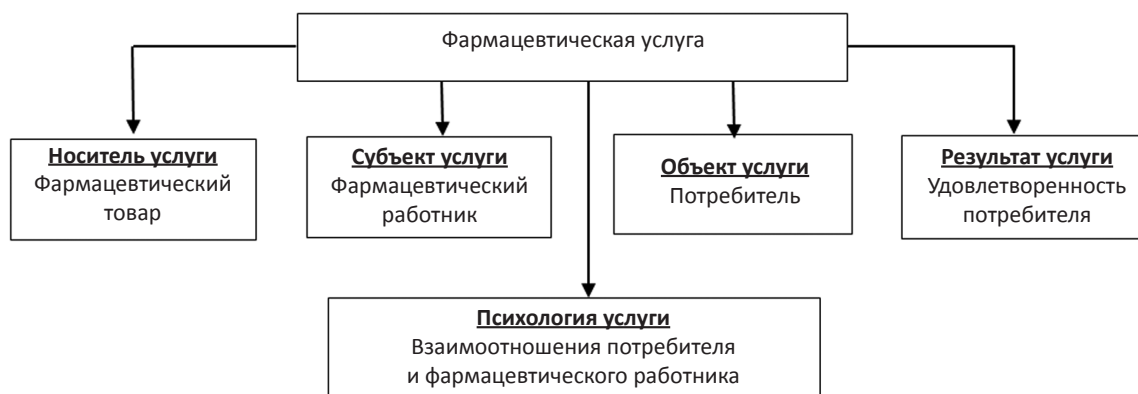 Фармацевтическая услуга
Носитель услуги
Фармацевтический
товар
Субъект услуги
Фармацевтический
работник
Объект услуги
Потребитель
Результат услуги
Удовлетворенность
потребителя
Психология услуги
Взаимоотношения потребителя
и фармацевтического работника